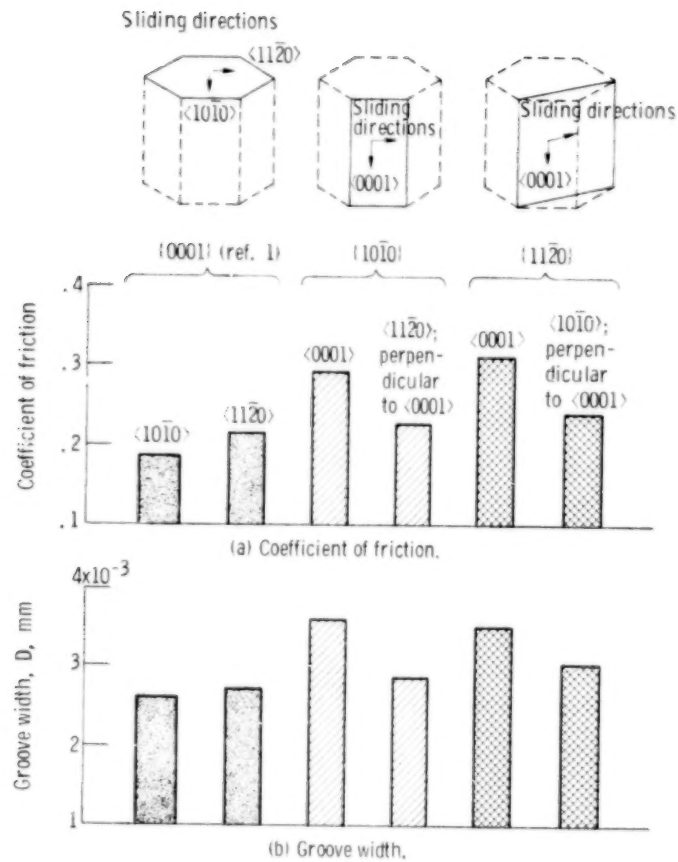 Sliding directions
⟨112̄0⟩
⟨101̄0⟩
Sliding
directions
⟨0001⟩
Sliding directions
⟨0001⟩
{0001} (ref. 1)
{101̄0}
{112̄0}
Coefficient of friction
.4
.3
.2
.1
⟨101̄0⟩
⟨112̄0⟩
⟨0001⟩
⟨112̄0⟩;
perpen-
dicular
to ⟨0001⟩
⟨0001⟩
⟨101̄0⟩;
perpen-
dicular
to ⟨0001⟩
(a) Coefficient of friction.
Groove width, D, mm
4x10⁻³
3
2
1
(b) Groove width.